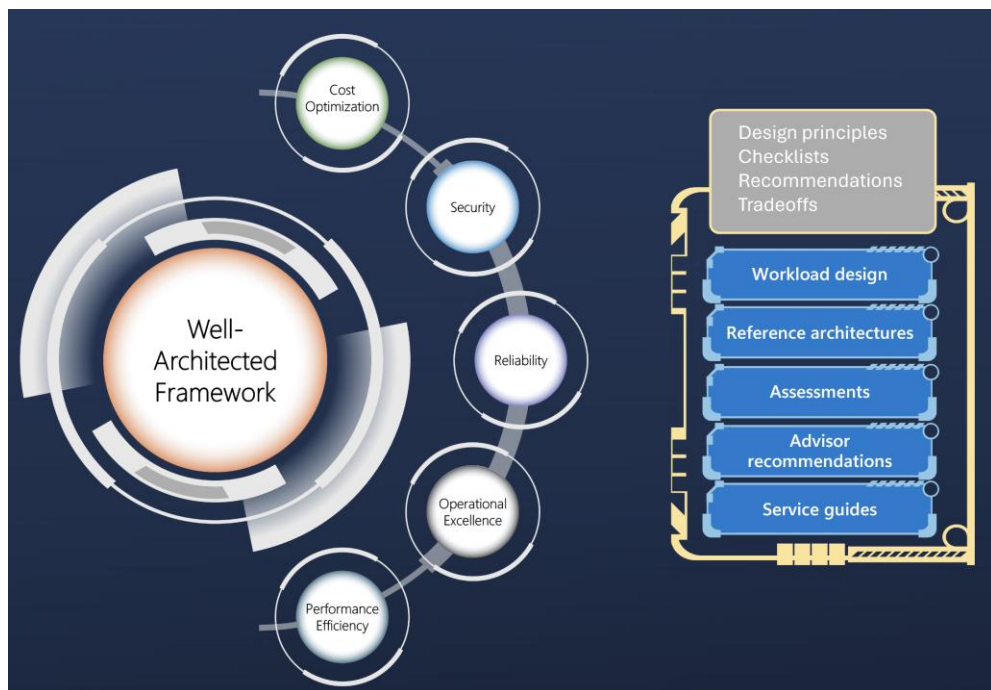 Well-
Architected
Framework
Cost
Optimization
Security
Reliability
Operational
Excellence
Performance
Efficiency
Design principles
Checklists
Recommendations
Tradeoffs
Workload design
Reference architectures
Assessments
Advisor
recommendations
Service guides